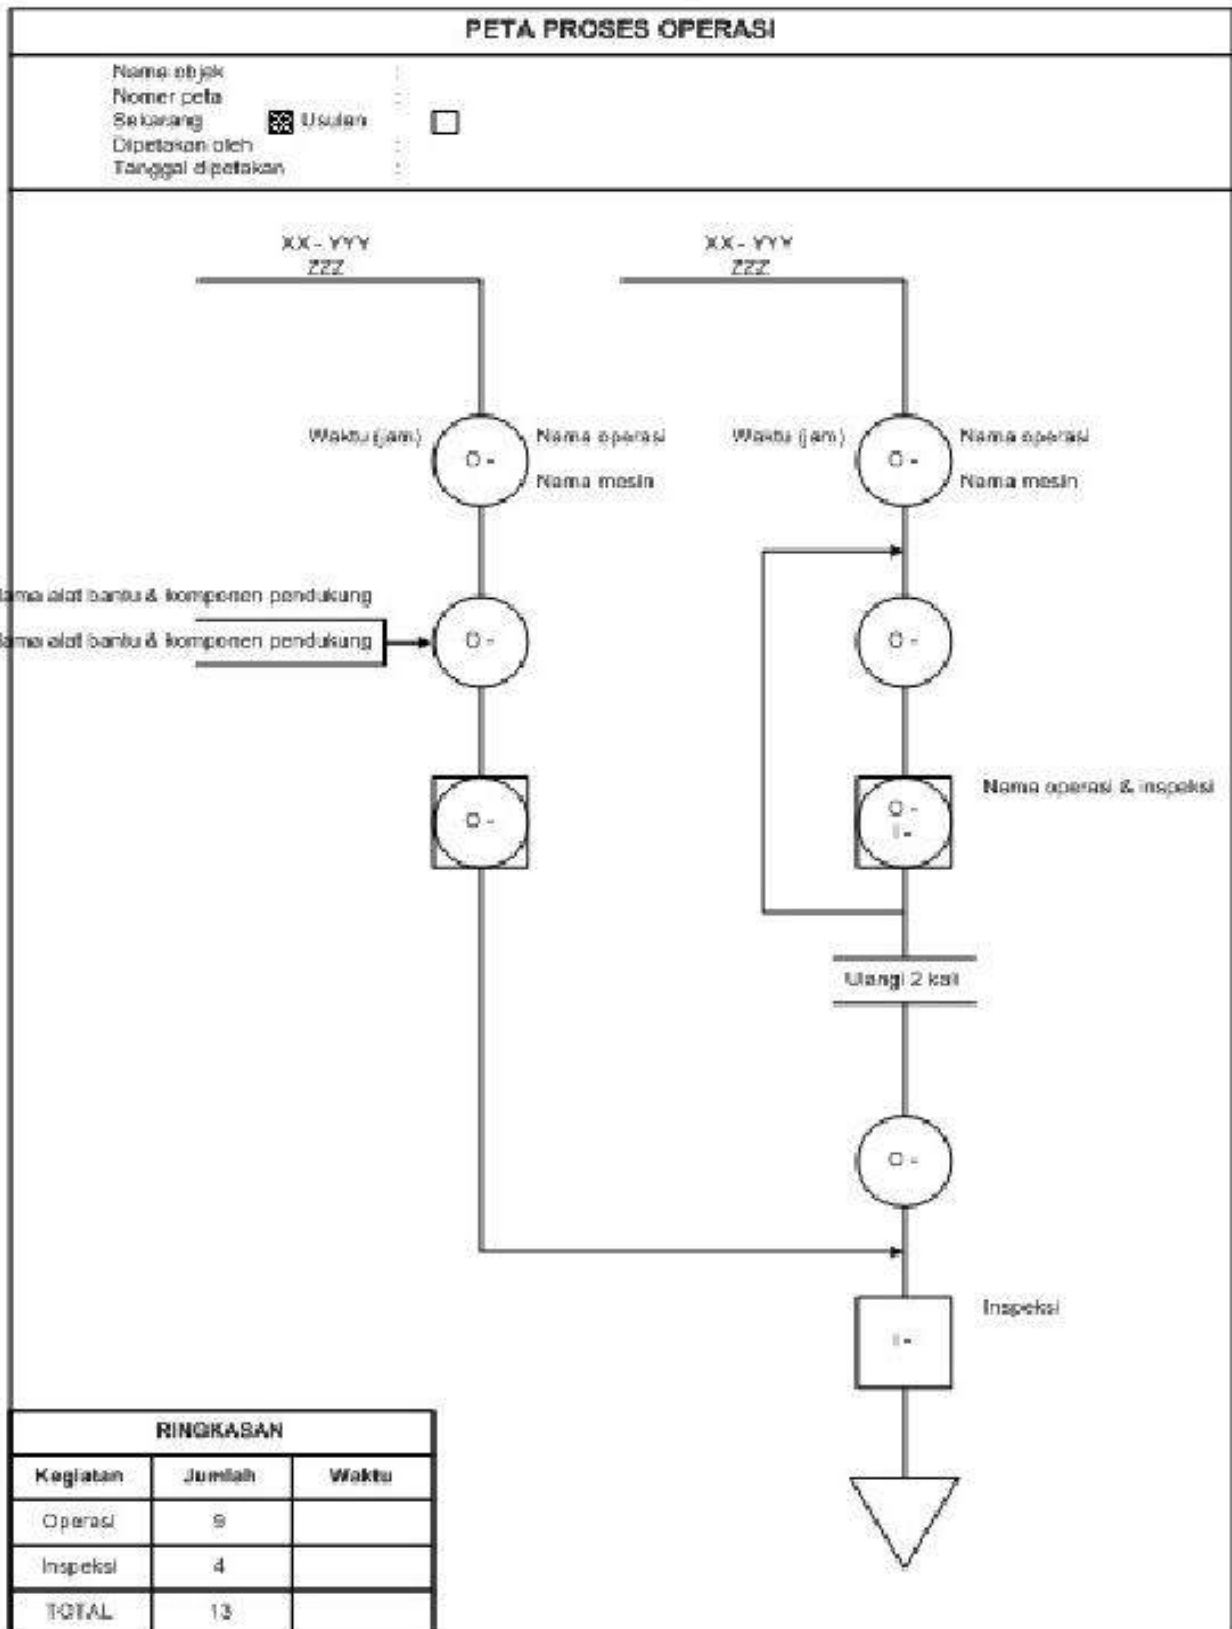 PETA PROSES OPERASI
Nama objek :
Nomer peta :
Sekarang Usulan
Dipetakan oleh :
Tanggal dipetakan :
XX - YYY
ZZZ
XX - YYY
ZZZ
Waktu (jam)
O -
Nama operasi
Nama mesin
Waktu (jam)
O -
Nama operasi
Nama mesin
ama alat bantu & komponen pendukung
ama alat bantu & komponen pendukung
O -
O -
O -
O -
I -
Nama operasi & inspeksi
Ulangi 2 kali
O -
I -
Inspeksi
RINGKASAN
Kegiatan Jumlah Waktu
Operasi 9
Inspeksi 4
TOTAL 13